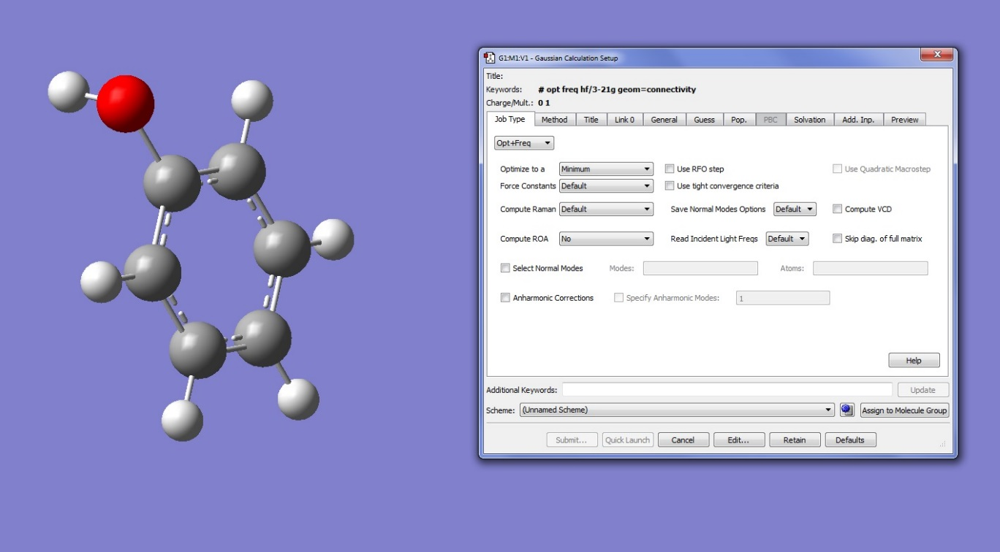 G1:M1:V1 - Gaussian Calculation Setup
Title:
Keywords: # opt freq hf/3-21g geom=connectivity
Charge/Mult.: 0 1
Job Type Method Title Link 0 General Guess Pop. PBC Solvation Add. Inp. Preview
Opt+Freq
Optimize to a Minimum Use RFO step Use Quadratic Macrostep
Force Constants Default Use tight convergence criteria
Compute Raman Default Save Normal Modes Options Default Compute VCD
Compute ROA No Read Incident Light Freqs Default Skip diag. of full matrix
Select Normal Modes Modes: Atoms:
Anharmonic Corrections Specify Anharmonic Modes: 1
Help
Additional Keywords: Update
Scheme: (Unnamed Scheme) Assign to Molecule Group
Submit... Quick Launch Cancel Edit... Retain Defaults